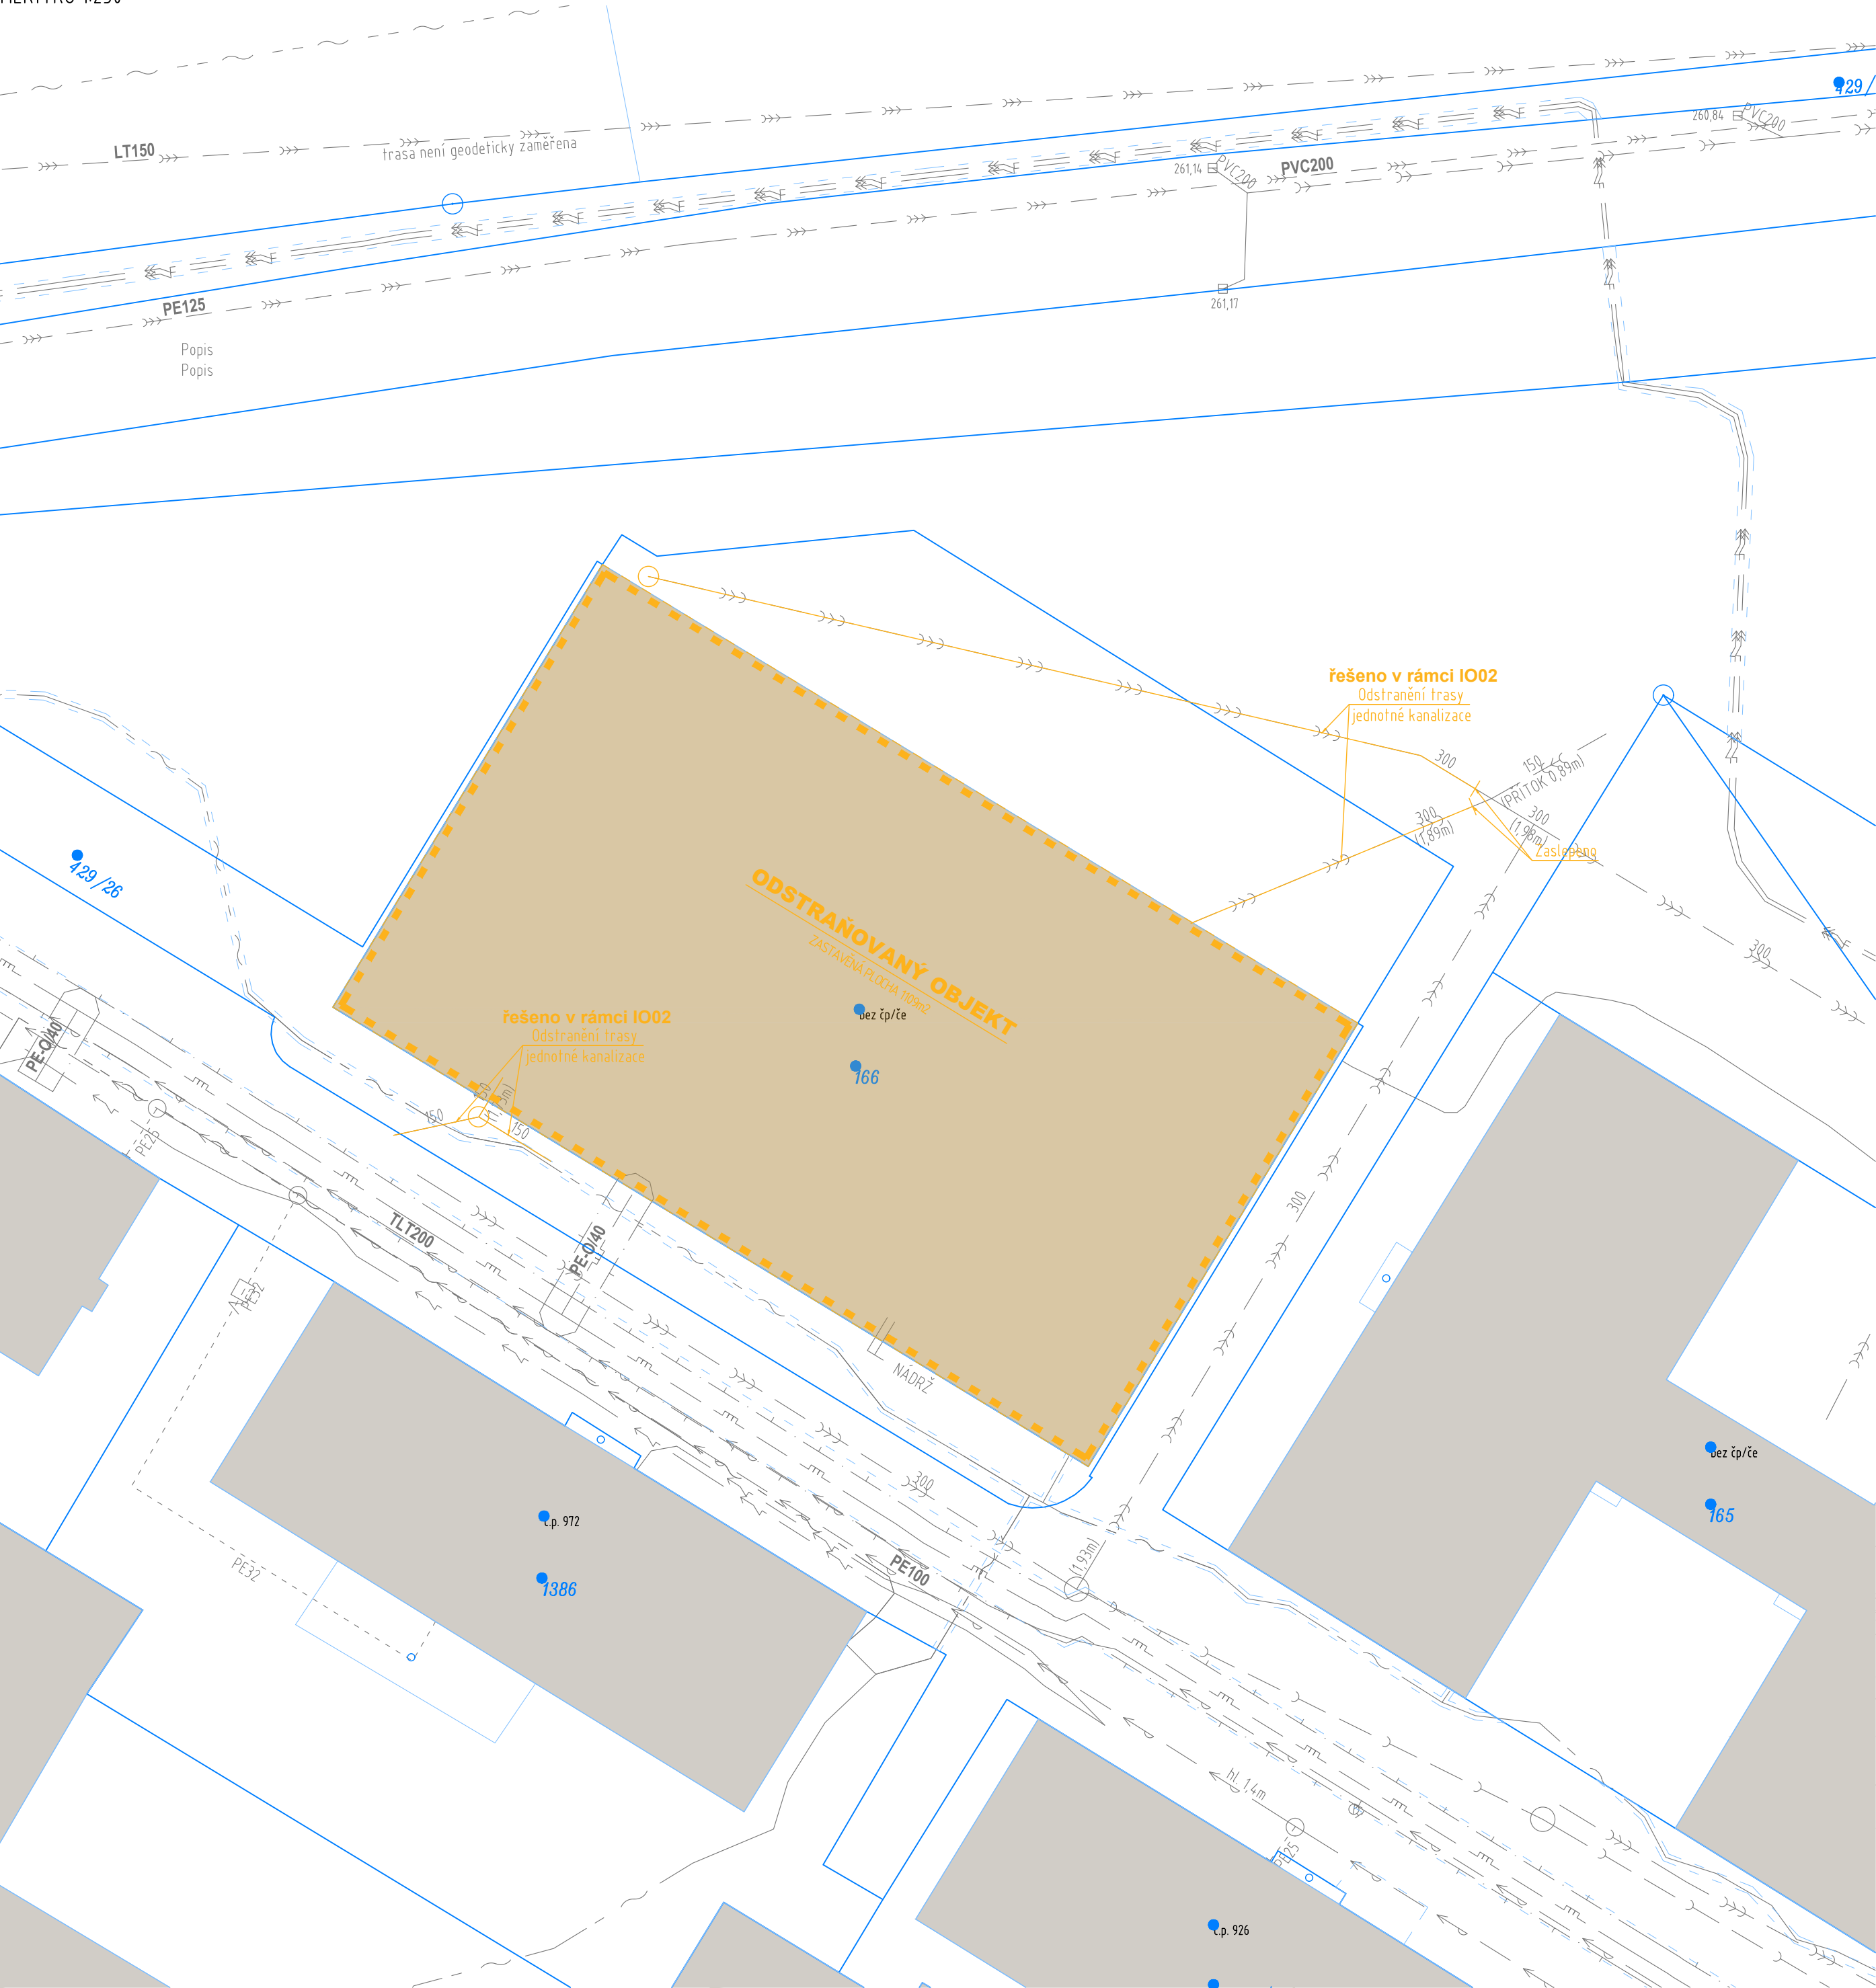 LT150
trasa není geodeticky zaměřena
429/
260,84
PVC200
261,14
PVC200
PVC200
PE125
261,17
Popis
Popis
řešeno v rámci IO02
Odstranění trasy
jednotné kanalizace
300
150
(PŘÍTOK 0,89m)
300
(1,89m)
300
(1,98m)
Zaslepeno
429/26
ODSTRAŇOVANÝ OBJEKT
ZASTAVĚNÁ PLOCHA 1109m2
300
bez čp/če
166
řešeno v rámci IO02
Odstranění trasy
jednotné kanalizace
PE-O/40
150
150
PE25
300
TLT200
PE-O/40
PE32
NÁDRŽ
bez čp/če
300
165
č.p. 972
(1,93m)
PE100
PE32
1386
hl. 1,4m
PE25
č.p. 926